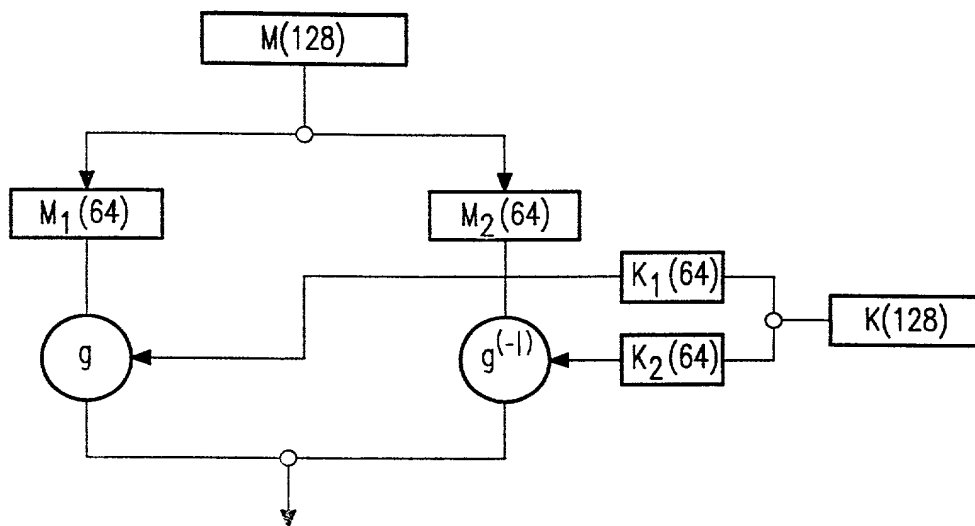 M(128)
M₁(64)
M₂(64)
K₁(64)
K(128)
g
g⁽⁻¹⁾
K₂(64)